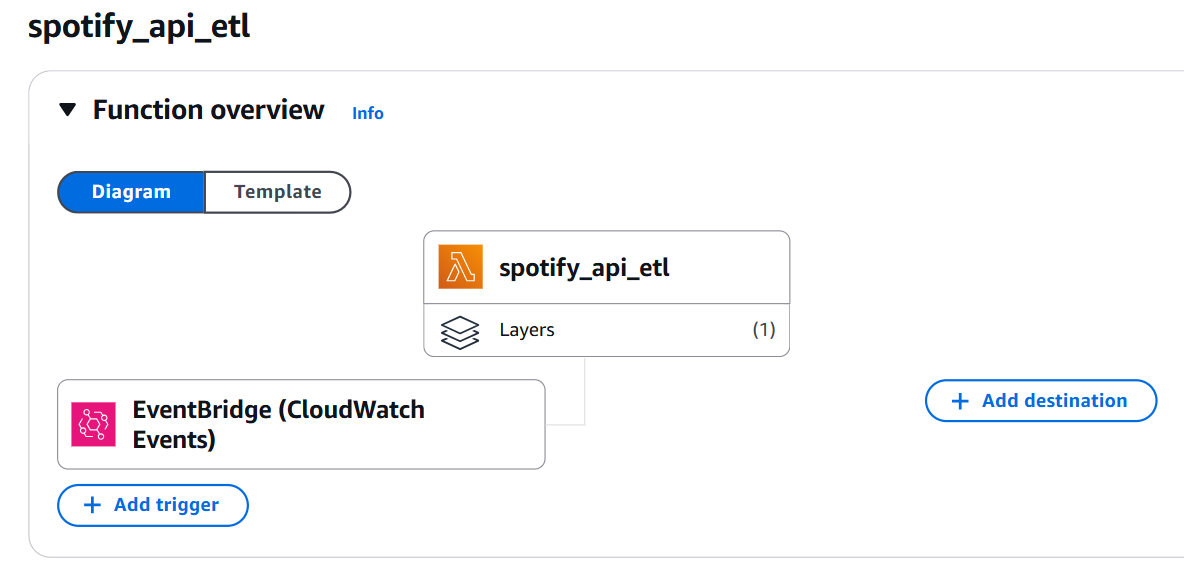 spotify_api_etl
Function overview Info
Diagram Template
spotify_api_etl
Layers (1)
EventBridge (CloudWatch
Events)
+ Add destination
+ Add trigger